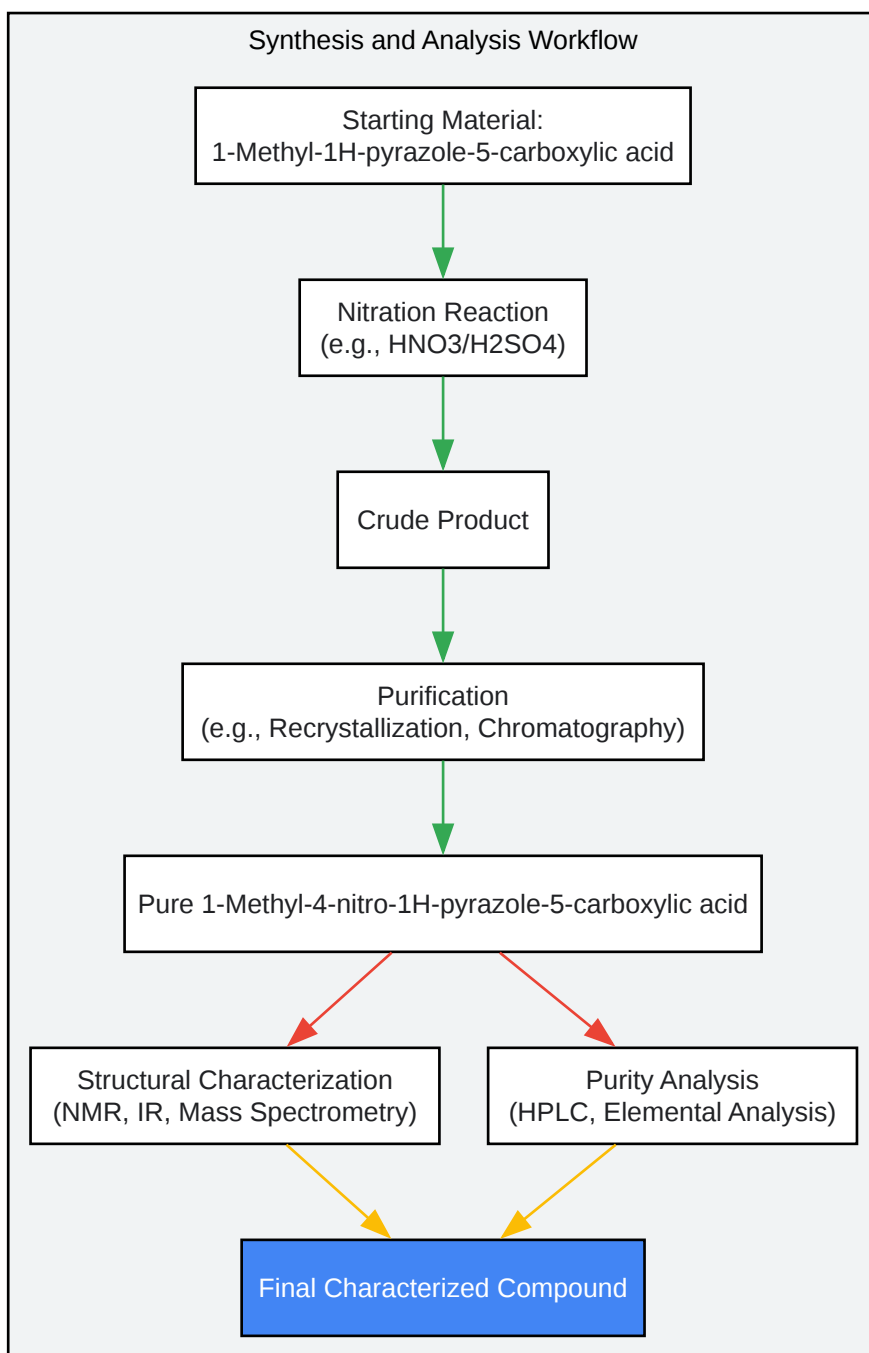 Synthesis and Analysis Workflow
Starting Material:
1-Methyl-1H-pyrazole-5-carboxylic acid
Nitration Reaction
(e.g., HNO3/H2SO4)
Crude Product
Purification
(e.g., Recrystallization, Chromatography)
Pure 1-Methyl-4-nitro-1H-pyrazole-5-carboxylic acid
Structural Characterization
(NMR, IR, Mass Spectrometry)
Purity Analysis
(HPLC, Elemental Analysis)
Final Characterized Compound